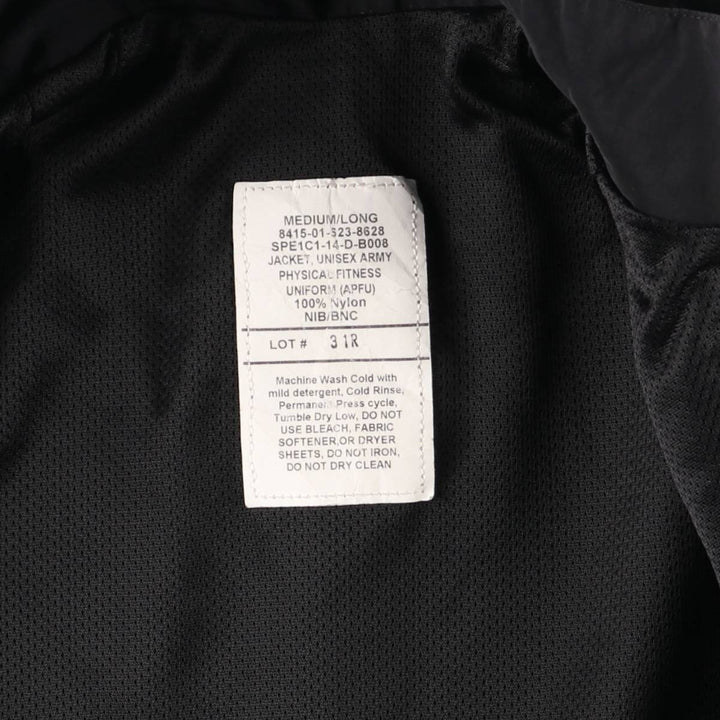 MEDIUM/LONG
8415-01-623-8628
SPE1C1-14-D-B008
JACKET, UNISEX ARMY
PHYSICAL FITNESS
UNIFORM (APFU)
100% Nylon
NIB/BNC
LOT # 31R
Machine Wash Cold with
mild detergent, Cold Rinse,
Permanent Press cycle,
Tumble Dry Low, DO NOT
USE BLEACH, FABRIC
SOFTENER,OR DRYER
SHEETS, DO NOT IRON,
DO NOT DRY CLEAN